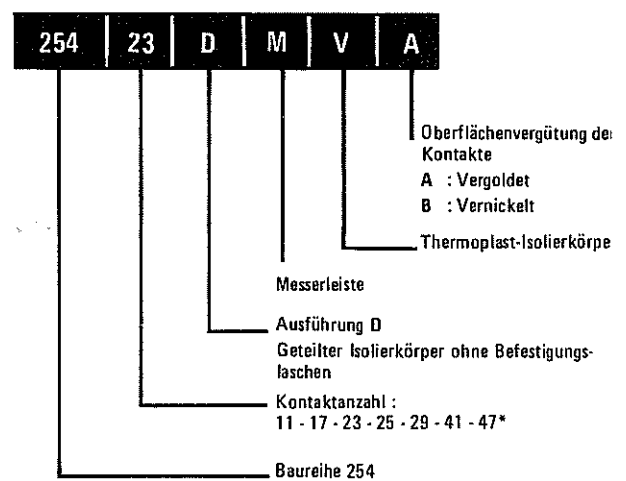 254 23 D M V A
Oberflächenvergütung de
Kontakte
A : Vergoldet
B : Vernickelt
Thermoplast-Isolierkörpe
Messerleiste
Ausführung D
Geteilter Isolierkörper ohne Befestigungs-
laschen
Kontaktanzahl :
11 - 17 - 23 - 25 - 29 - 41 - 47*
Baureihe 254